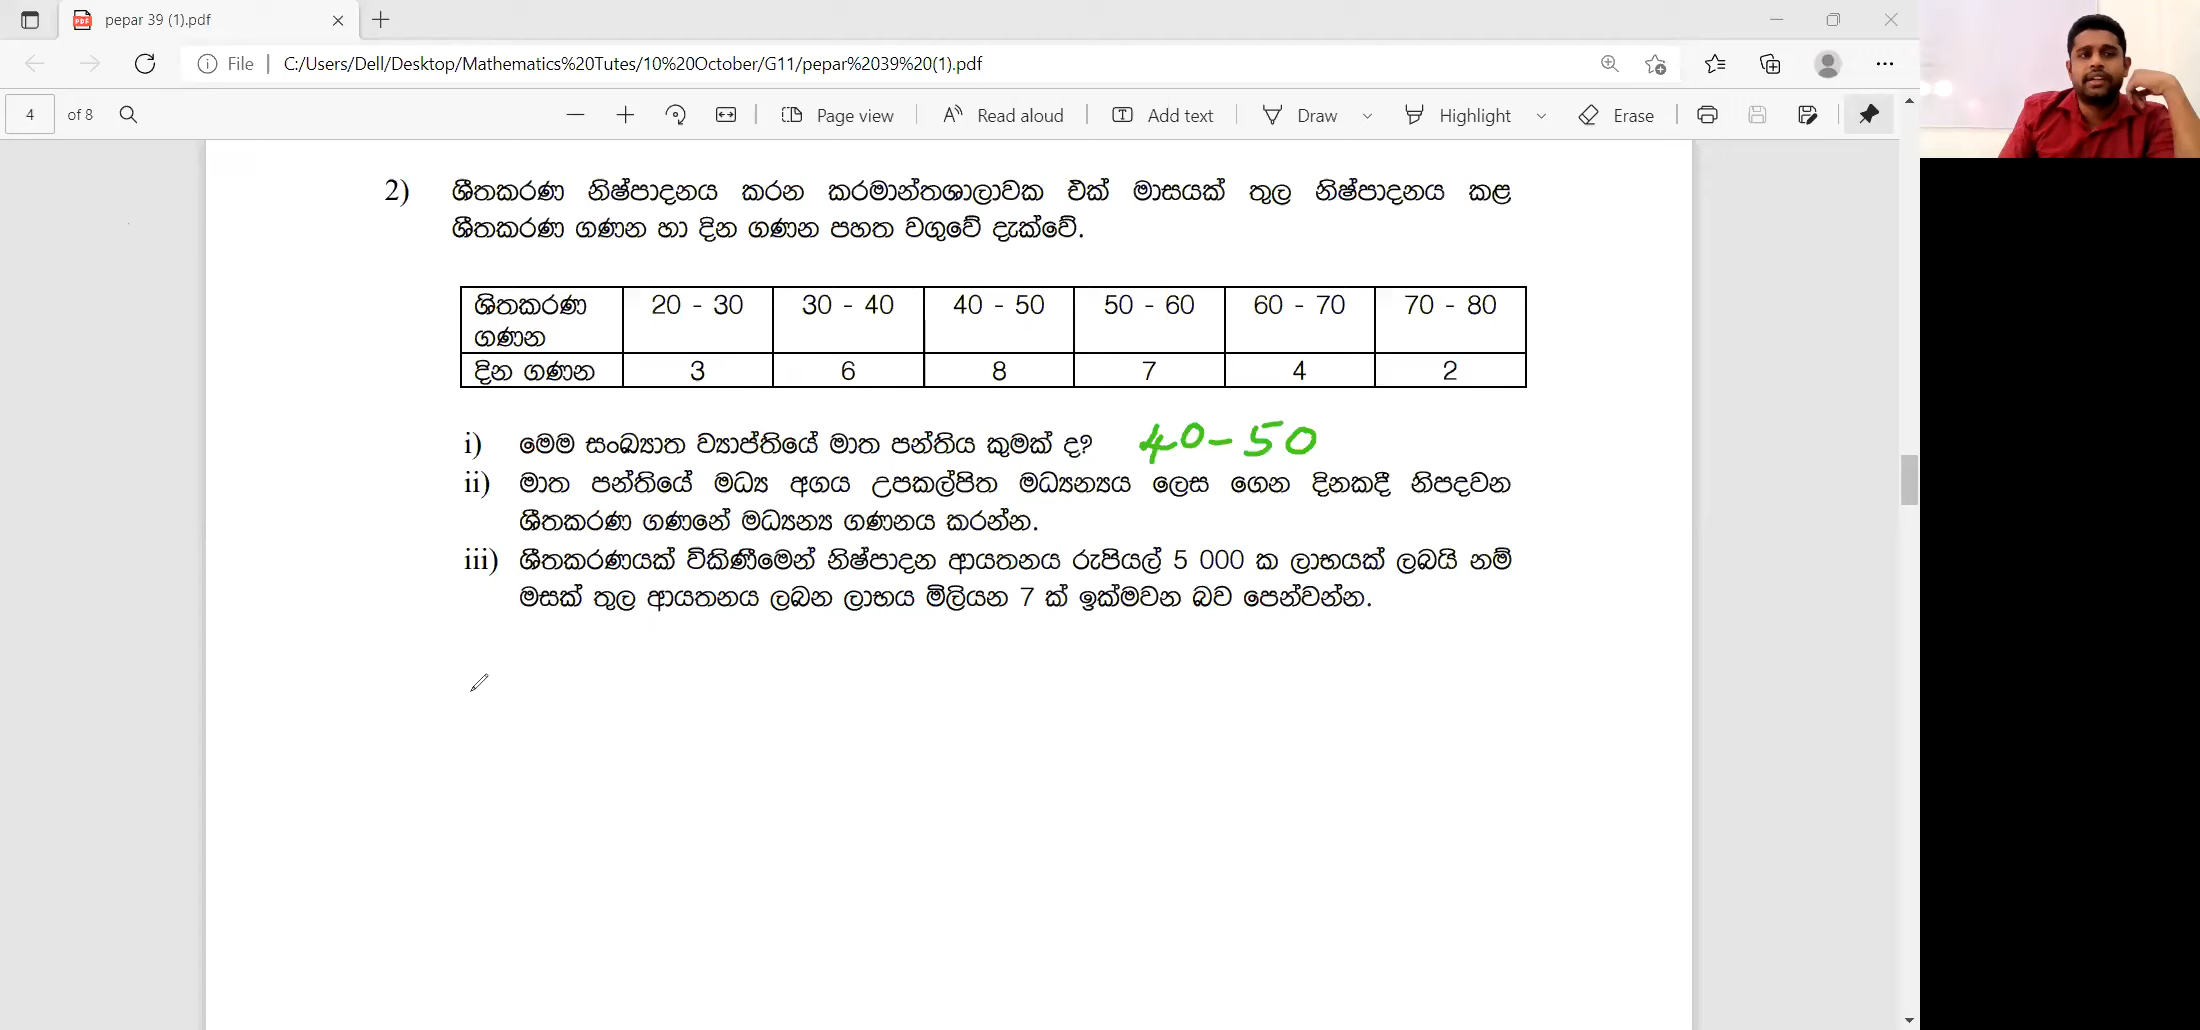 pepar 39 (1).pdf
File | C:/Users/Dell/Desktop/Mathematics%20Tutes/10%20October/G11/pepar%2039%20(1).pdf
4 of 8 Page view Read aloud Add text Draw Highlight Erase
2) ශීතකරණ නිෂ්පාදනය කරන කරමාන්තශාලාවක එක් මාසයක් තුල නිෂ්පාදනය කළ
ශීතකරණ ගණන හා දින ගණන පහත වගුවේ දැක්වේ.
ශිතකරණ 20 - 30 30 - 40 40 - 50 50 - 60 60 - 70 70 - 80
ගණන
දින ගණන 3 6 8 7 4 2
i) මෙම සංඛ්‍යාත ව්‍යාප්තියේ මාත පන්තිය කුමක් ද? 40-50
ii) මාත පන්තියේ මධ්‍ය අගය උපකල්පිත මධ්‍යන්‍යය ලෙස ගෙන දිනකදී නිපදවන
ශීතකරණ ගණනේ මධ්‍යන්‍ය ගණනය කරන්න.
iii) ශීතකරණයක් විකිණීමෙන් නිෂ්පාදන ආයතනය රුපියල් 5 000 ක ලාභයක් ලබයි නම්
මසක් තුල ආයතනය ලබන ලාභය මිලියන 7 ක් ඉක්මවන බව පෙන්වන්න.